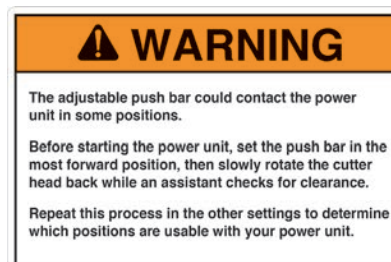 WARNING
The adjustable push bar could contact the power
unit in some positions.
Before starting the power unit, set the push bar in the
most forward position, then slowly rotate the cutter
head back while an assistant checks for clearance.
Repeat this process in the other settings to determine
which positions are usable with your power unit.